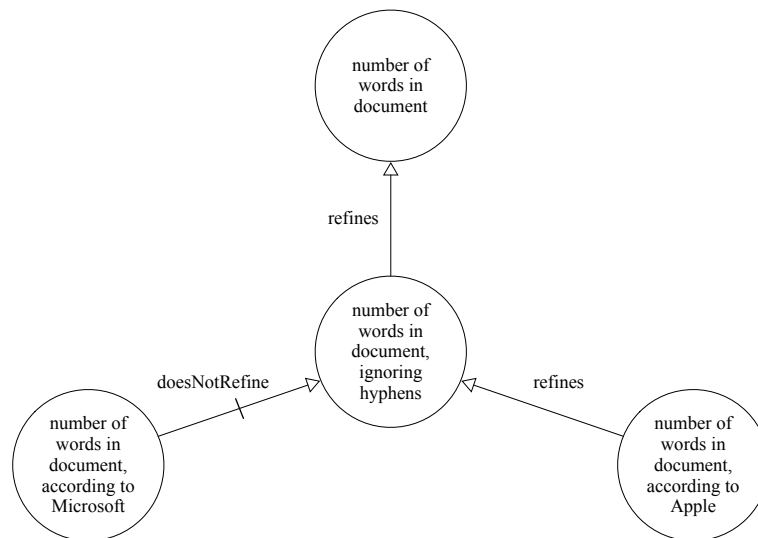 number of
words in
document
refines
number of
words in
document,
ignoring
hyphens
doesNotRefine
refines
number of
words in
document,
according to
Microsoft
number of
words in
document,
according to
Apple